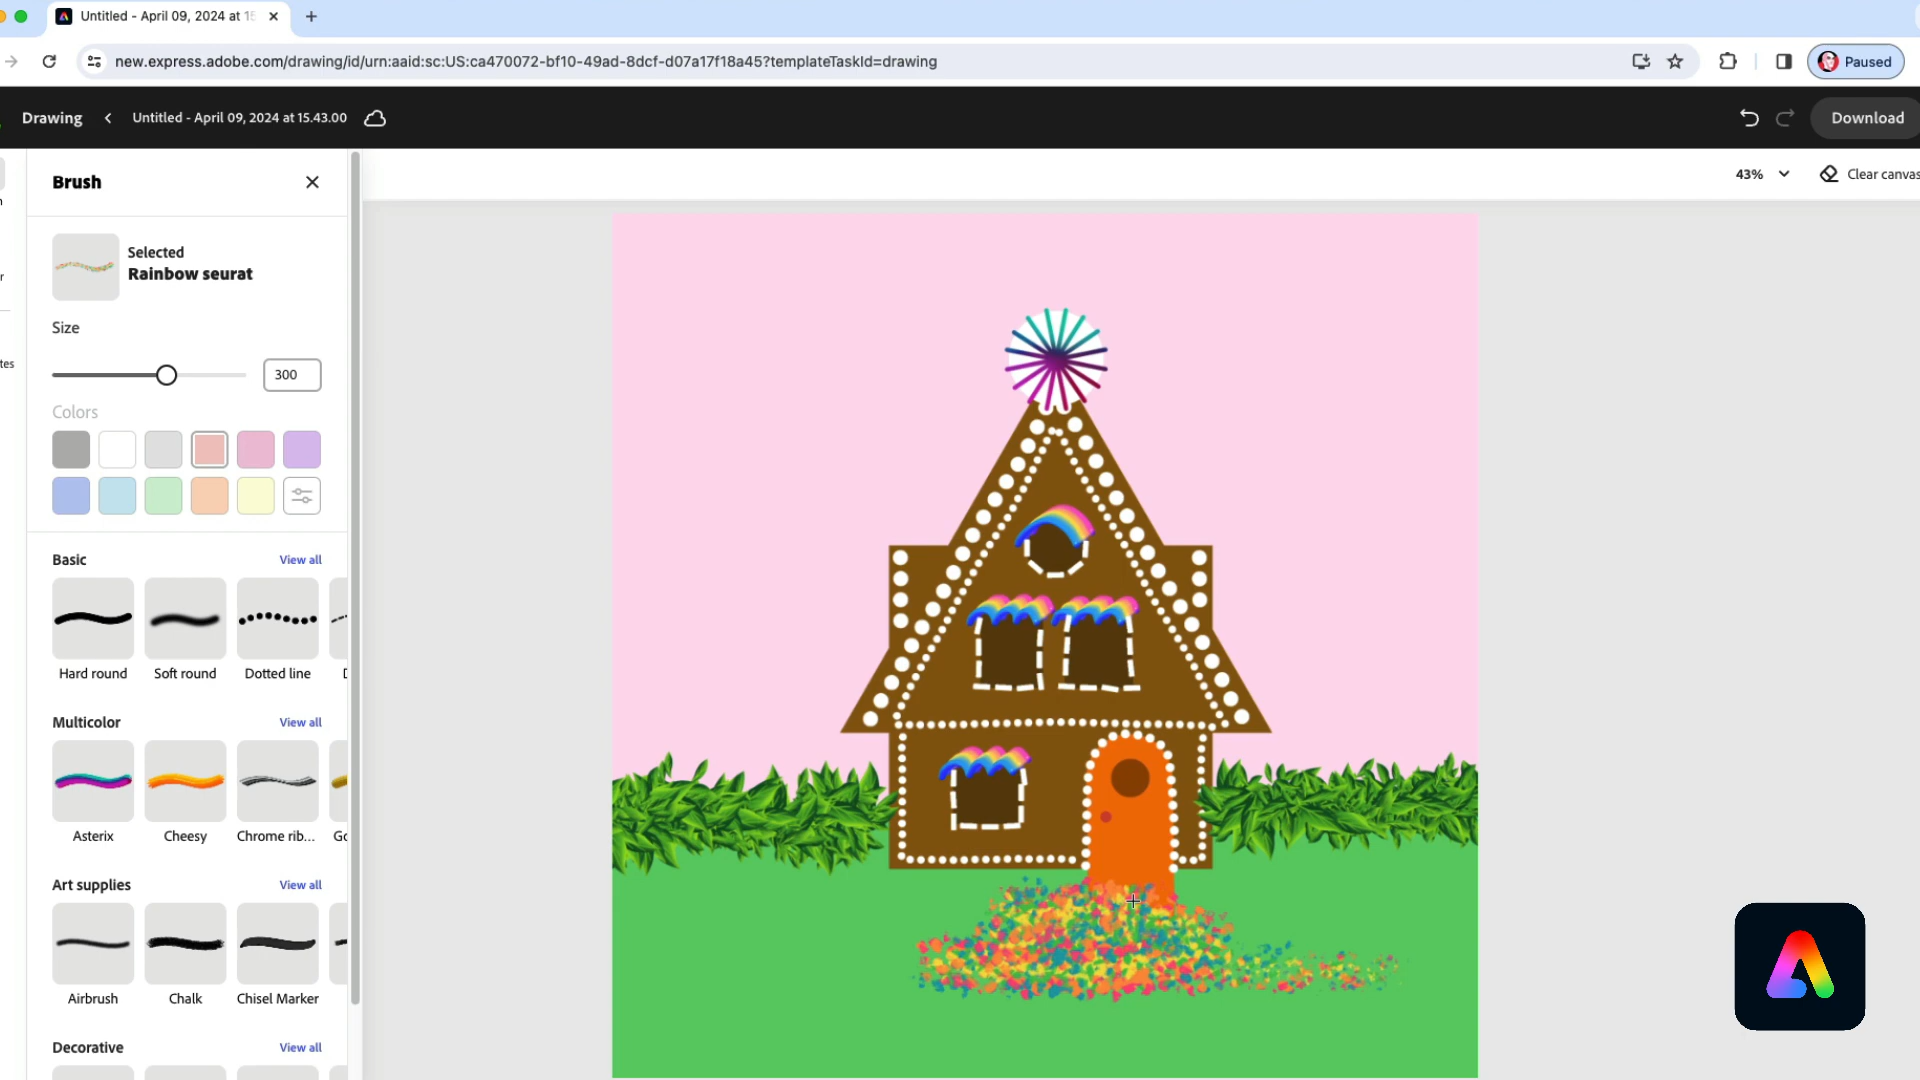 Untitled - April 09, 2024 at 15
new.express.adobe.com/drawing/id/urn:aaid:sc:US:ca470072-bf10-49ad-8dcf-d07a17f18a45?templateTaskId=drawing
Paused
Drawing
Untitled - April 09, 2024 at 15.43.00
Download
Brush
43%
Clear canvas
Selected
Rainbow seurat
Size
300
Colors
Basic
View all
Hard round
Soft round
Dotted line
Multicolor
View all
Asterix
Cheesy
Chrome rib...
Art supplies
View all
Airbrush
Chalk
Chisel Marker
Decorative
View all